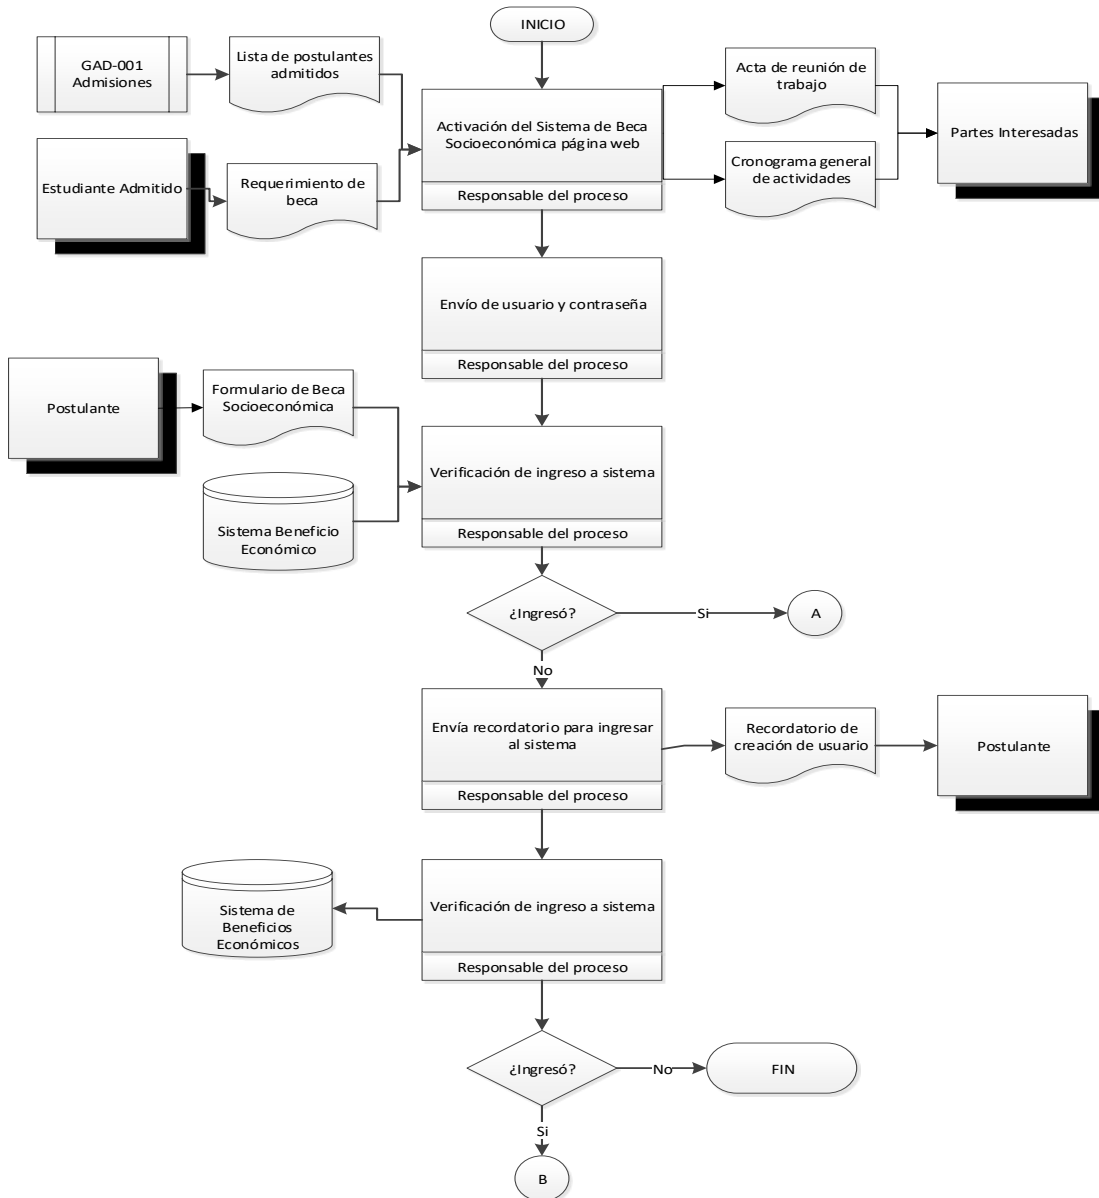 INICIO
GAD-001
Admisiones
Lista de postulantes
admitidos
Acta de reunión de
trabajo
Activación del Sistema de Beca
Socioeconómica página web
Responsable del proceso
Partes Interesadas
Estudiante Admitido
Requerimiento de
beca
Cronograma general
de actividades
Envío de usuario y contraseña
Responsable del proceso
Postulante
Formulario de Beca
Socioeconómica
Verificación de ingreso a sistema
Responsable del proceso
Sistema Beneficio
Económico
¿Ingresó?
Si
A
No
Envía recordatorio para ingresar
al sistema
Responsable del proceso
Recordatorio de
creación de usuario
Postulante
Sistema de
Beneficios
Económicos
Verificación de ingreso a sistema
Responsable del proceso
¿Ingresó?
No
FIN
Si
B